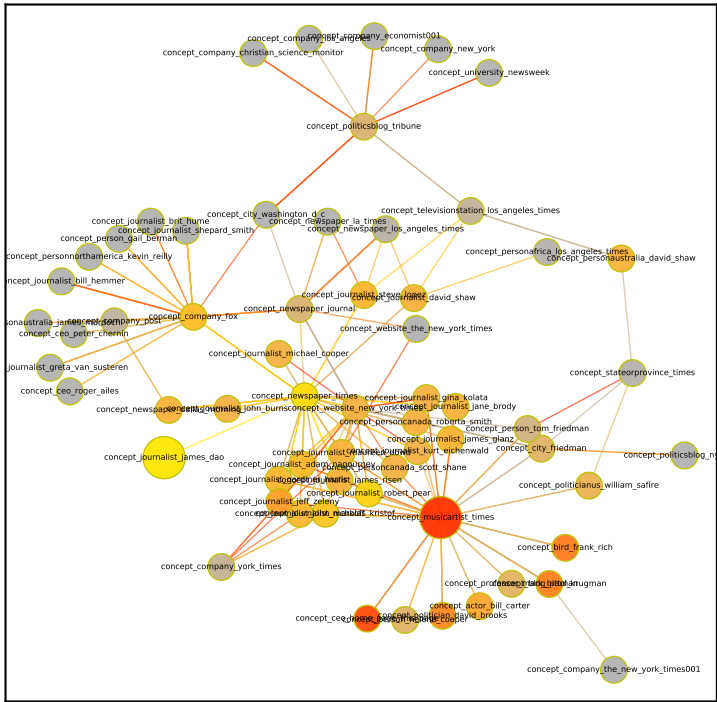 concept_company_economist001
concept_company_los_angeles
concept_company_new_york
concept_company_christian_science_monitor
concept_university_newsweek
concept_politicsblog_tribune
concept_city_washington_d_c
concept_televisionstation_los_angeles_times
concept_journalist_brit_hume
concept_newspaper_la_times
concept_journalist_shepard_smith
concept_newspaper_los_angeles_times
concept_person_gail_berman
concept_personafrica_los_angeles_times
concept_personnorthamerica_kevin_reilly
concept_personaustralia_david_shaw
concept_journalist_bill_hemmer
concept_journalist_steve_lopez
concept_journalist_david_shaw
concept_newspaper_journal
concept_company_fox
concept_company_post
concept_website_the_new_york_times
concept_ceo_peter_chernin
concept_journalist_michael_cooper
_journalist_greta_van_susteren
concept_stateorprovince_times
concept_ceo_roger_ailes
concept_newspaper_times
concept_journalist_gina_kolata
concept_journalist_jane_brody
concept_journalist_john_burns
concept_website_new_york_times
concept_personcanada_roberta_smith
concept_person_tom_friedman
concept_journalist_james_glanz
concept_city_friedman
concept_journalist_kurt_eichenwald
concept_politicsblog_ny
concept_journalist_james_dao
concept_journalist_adam_nagourney
concept_personcanada_scott_shane
concept_journalist_james_risen
concept_politicianus_william_safire
concept_journalist_robert_pear
concept_journalist_jeff_zeleny
concept_musicartist_times
concept_bird_frank_rich
concept_company_york_times
concept_actor_bill_carter
concept_politician_david_brooks
concept_company_the_new_york_times001